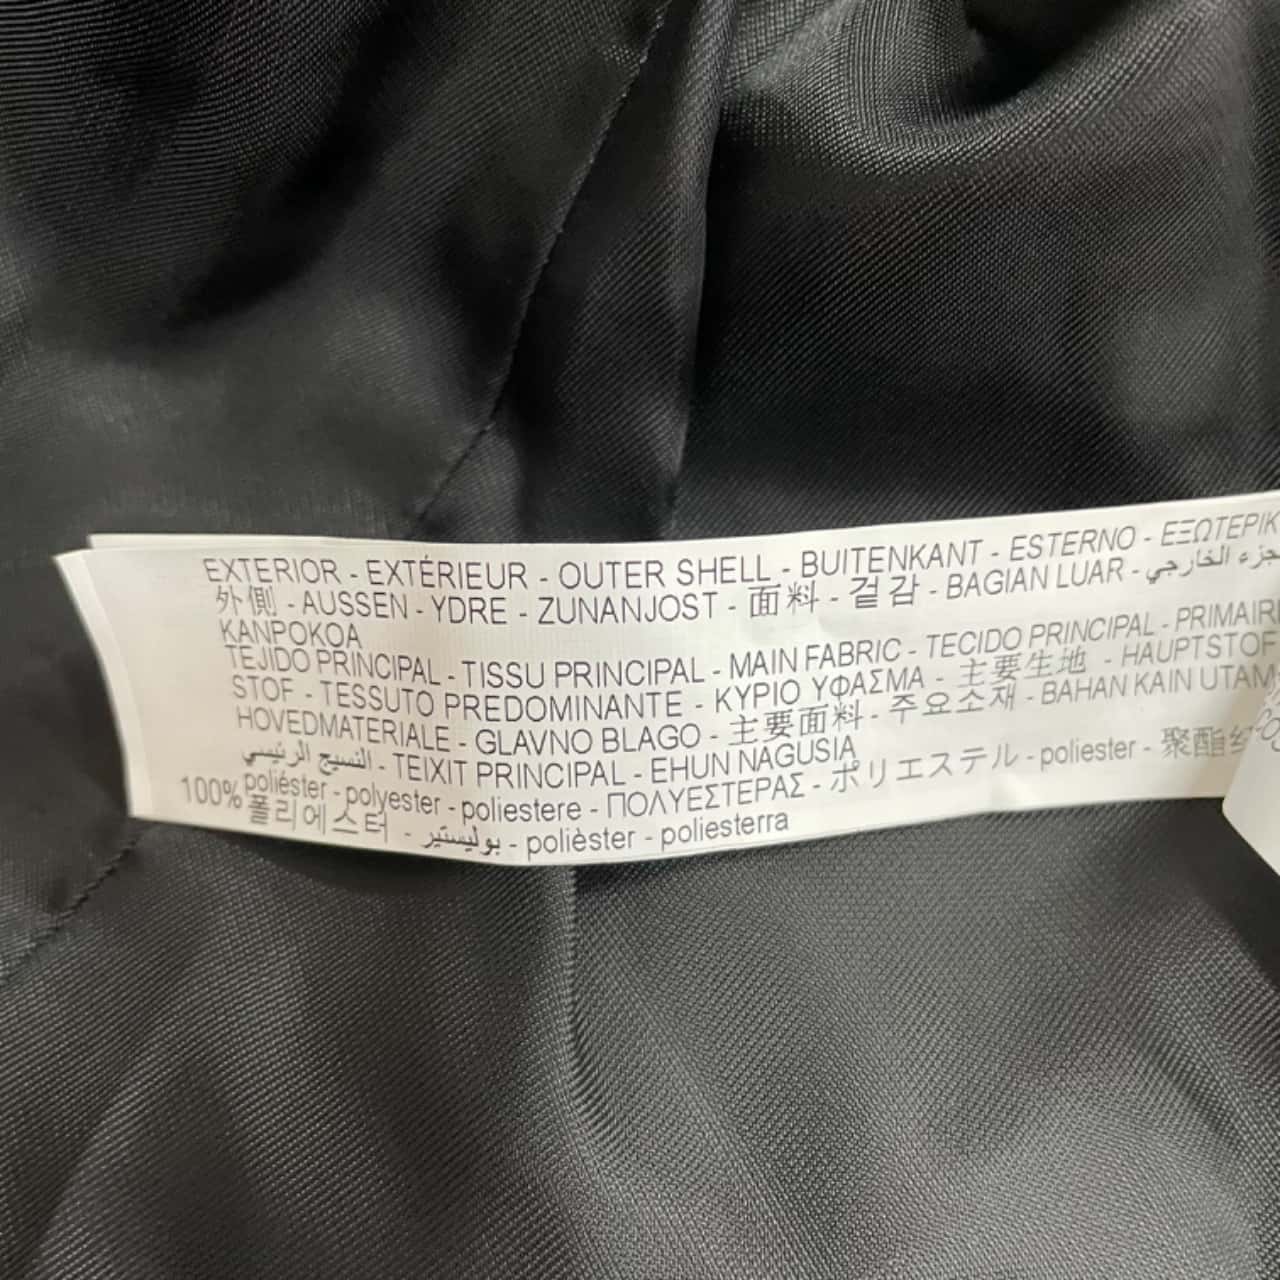 EXTERIOR - EXTÉRIEUR - OUTER SHELL - BUITENKANT - ESTERNO - ΕΞΩΤΕΡΙΚ
外側 - AUSSEN - YDRE - ZUNANJOST - 面料 - 겉감 - BAGIAN LUAR - الجزء الخارجي
KANPOKOA
TEJIDO PRINCIPAL - TISSU PRINCIPAL - MAIN FABRIC - TECIDO PRINCIPAL - PRIMAIR
STOF - TESSUTO PREDOMINANTE - ΚΥΡΙΟ ΥΦΑΣΜΑ - 主要生地 - HAUPTSTOF
HOVEDMATERIALE - GLAVNO BLAGO - 主要面料 - 주요소재 - BAHAN KAIN UTAM
النسيج الرئيسي - TEIXIT PRINCIPAL - EHUN NAGUSIA
100% poliéster - polyester - poliestere - ΠΟΛΥΕΣΤΕΡΑΣ - ポリエステル - poliester - 聚酯纟
폴리에스터 - بوليستير - polièster - poliesterra